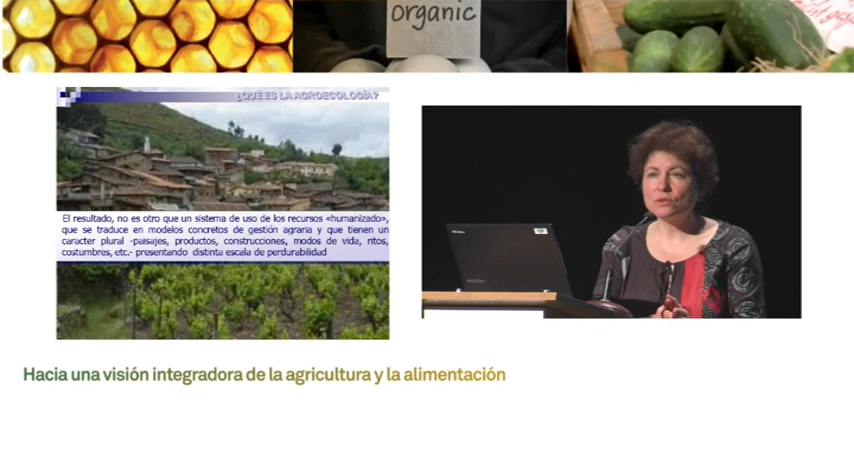 organic
¿QUÉ ES LA AGROECOLOGÍA?
El resultado, no es otro que un sistema de uso de los recursos «humanizado»,
que se traduce en modelos concretos de gestión agraria y que tienen un
caracter plural -paisajes, productos, construcciones, modos de vida, ritos,
costumbres, etc.- presentando distinta escala de perdurabilidad
Hacia una visión integradora de la agricultura y la alimentación